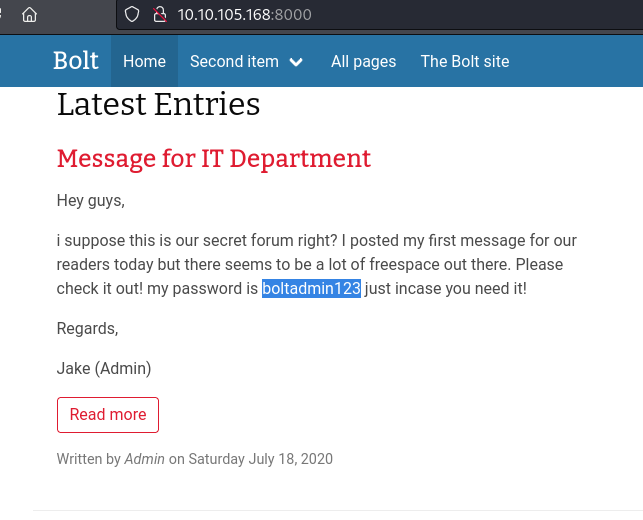 10.10.105.168:8000
Bolt Home Second item All pages The Bolt site
Latest Entries
Message for IT Department
Hey guys,
i suppose this is our secret forum right? I posted my first message for our
readers today but there seems to be a lot of freespace out there. Please
check it out! my password is boltadmin123 just incase you need it!
Regards,
Jake (Admin)
Read more
Written by Admin on Saturday July 18, 2020